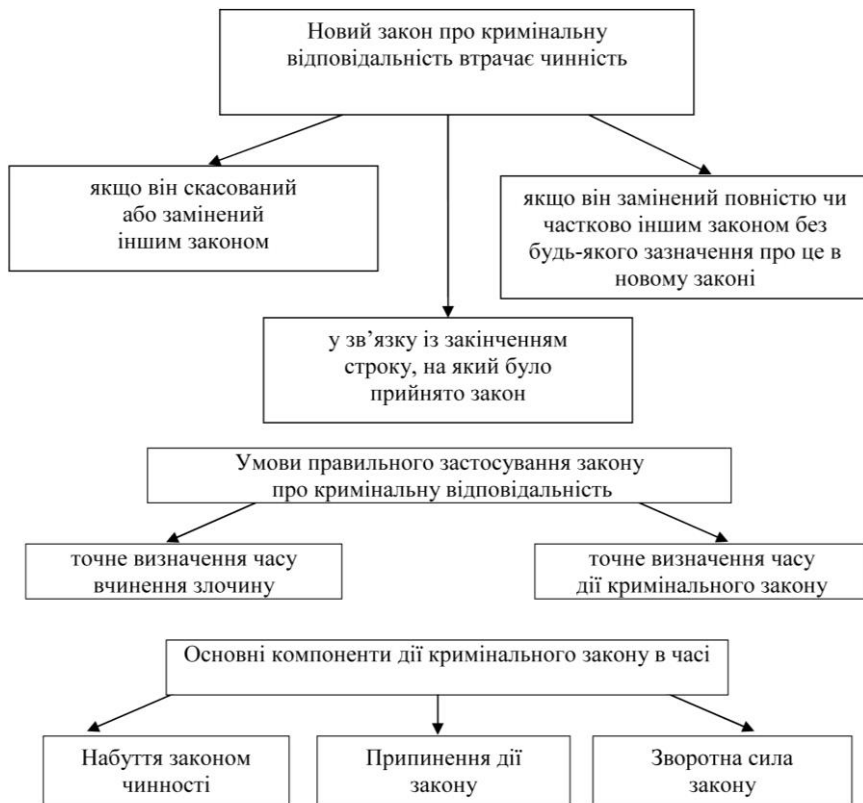 Новий закон про кримінальну
відповідальність втрачає чинність
якщо він скасований
або замінений
іншим законом
якщо він замінений повністю чи
частково іншим законом без
будь-якого зазначення про це в
новому законі
у зв’язку із закінченням
строку, на який було
прийнято закон
Умови правильного застосування закону
про кримінальну відповідальність
точне визначення часу
вчинення злочину
точне визначення часу
дії кримінального закону
Основні компоненти дії кримінального закону в часі
Набуття законом
чинності
Припинення дії
закону
Зворотна сила
закону